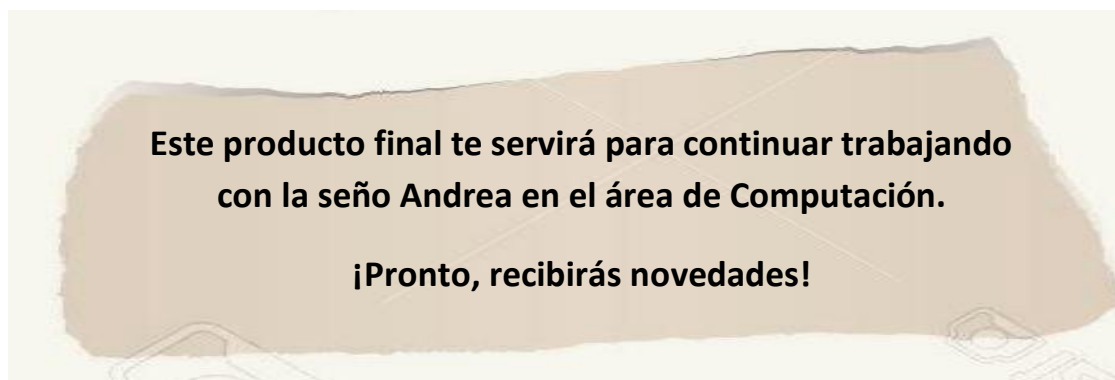 Este producto final te servirá para continuar trabajando
con la seño Andrea en el área de Computación.
¡Pronto, recibirás novedades!